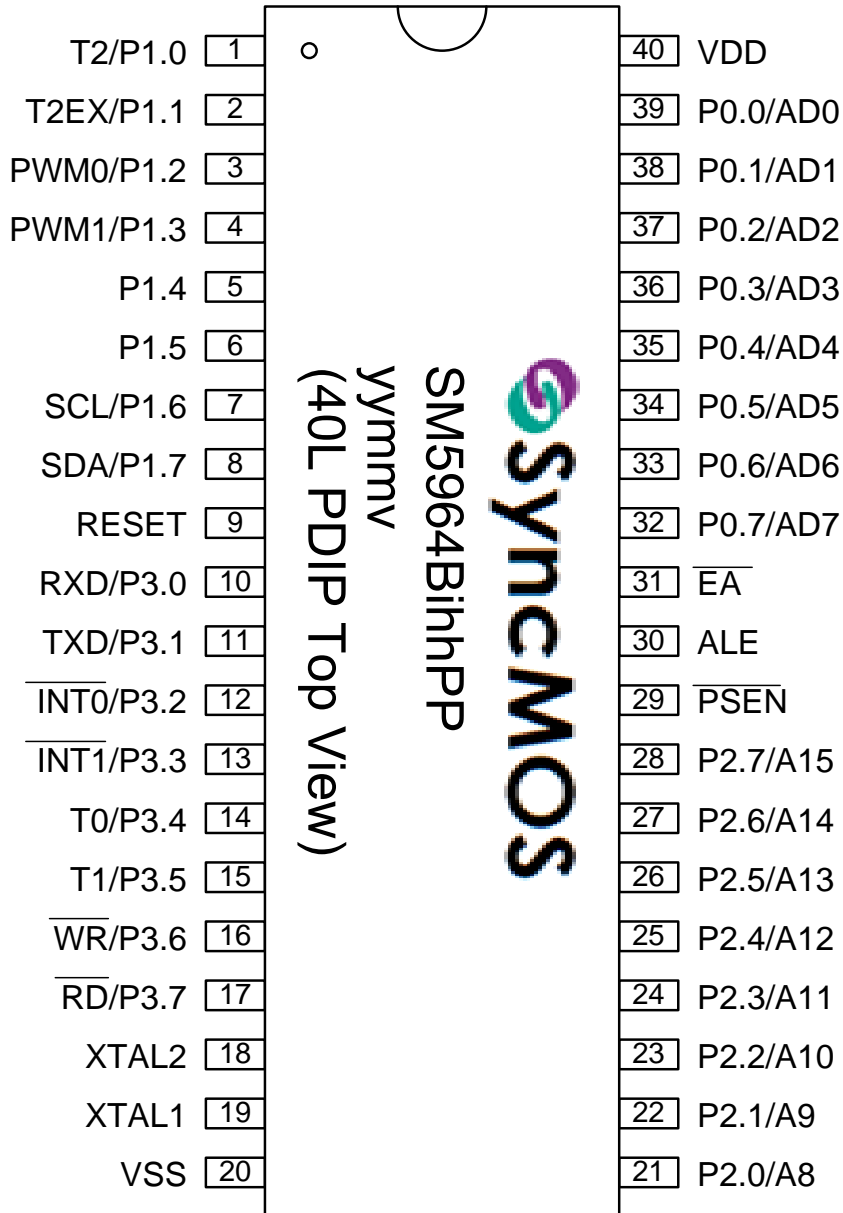 T2/P1.0 1
T2EX/P1.1 2
PWM0/P1.2 3
PWM1/P1.3 4
P1.4 5
P1.5 6
SCL/P1.6 7
SDA/P1.7 8
RESET 9
RXD/P3.0 10
TXD/P3.1 11
INT0/P3.2 12
INT1/P3.3 13
T0/P3.4 14
T1/P3.5 15
WR/P3.6 16
RD/P3.7 17
XTAL2 18
XTAL1 19
VSS 20
SyncMOS
SM5964BihhPP
yymmv
(40L PDIP Top View)
40 VDD
39 P0.0/AD0
38 P0.1/AD1
37 P0.2/AD2
36 P0.3/AD3
35 P0.4/AD4
34 P0.5/AD5
33 P0.6/AD6
32 P0.7/AD7
31 EA
30 ALE
29 PSEN
28 P2.7/A15
27 P2.6/A14
26 P2.5/A13
25 P2.4/A12
24 P2.3/A11
23 P2.2/A10
22 P2.1/A9
21 P2.0/A8